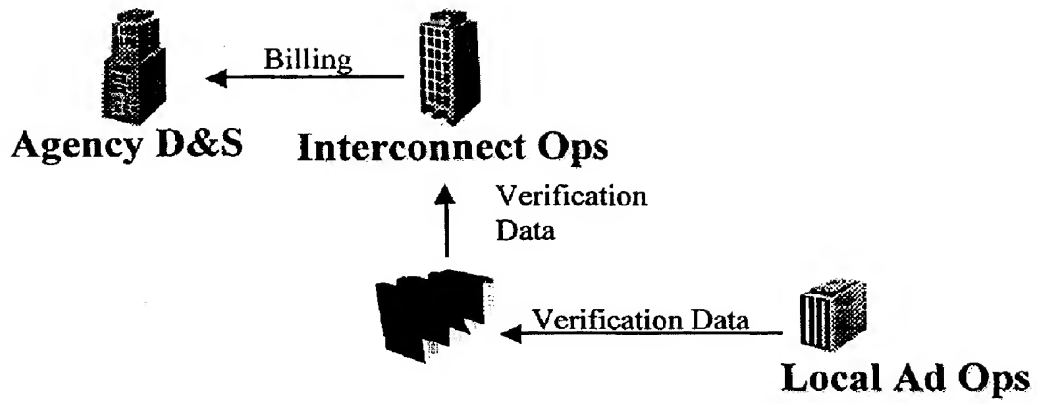 Billing
Agency D&S
Interconnect Ops
Verification
Data
Verification Data
Local Ad Ops